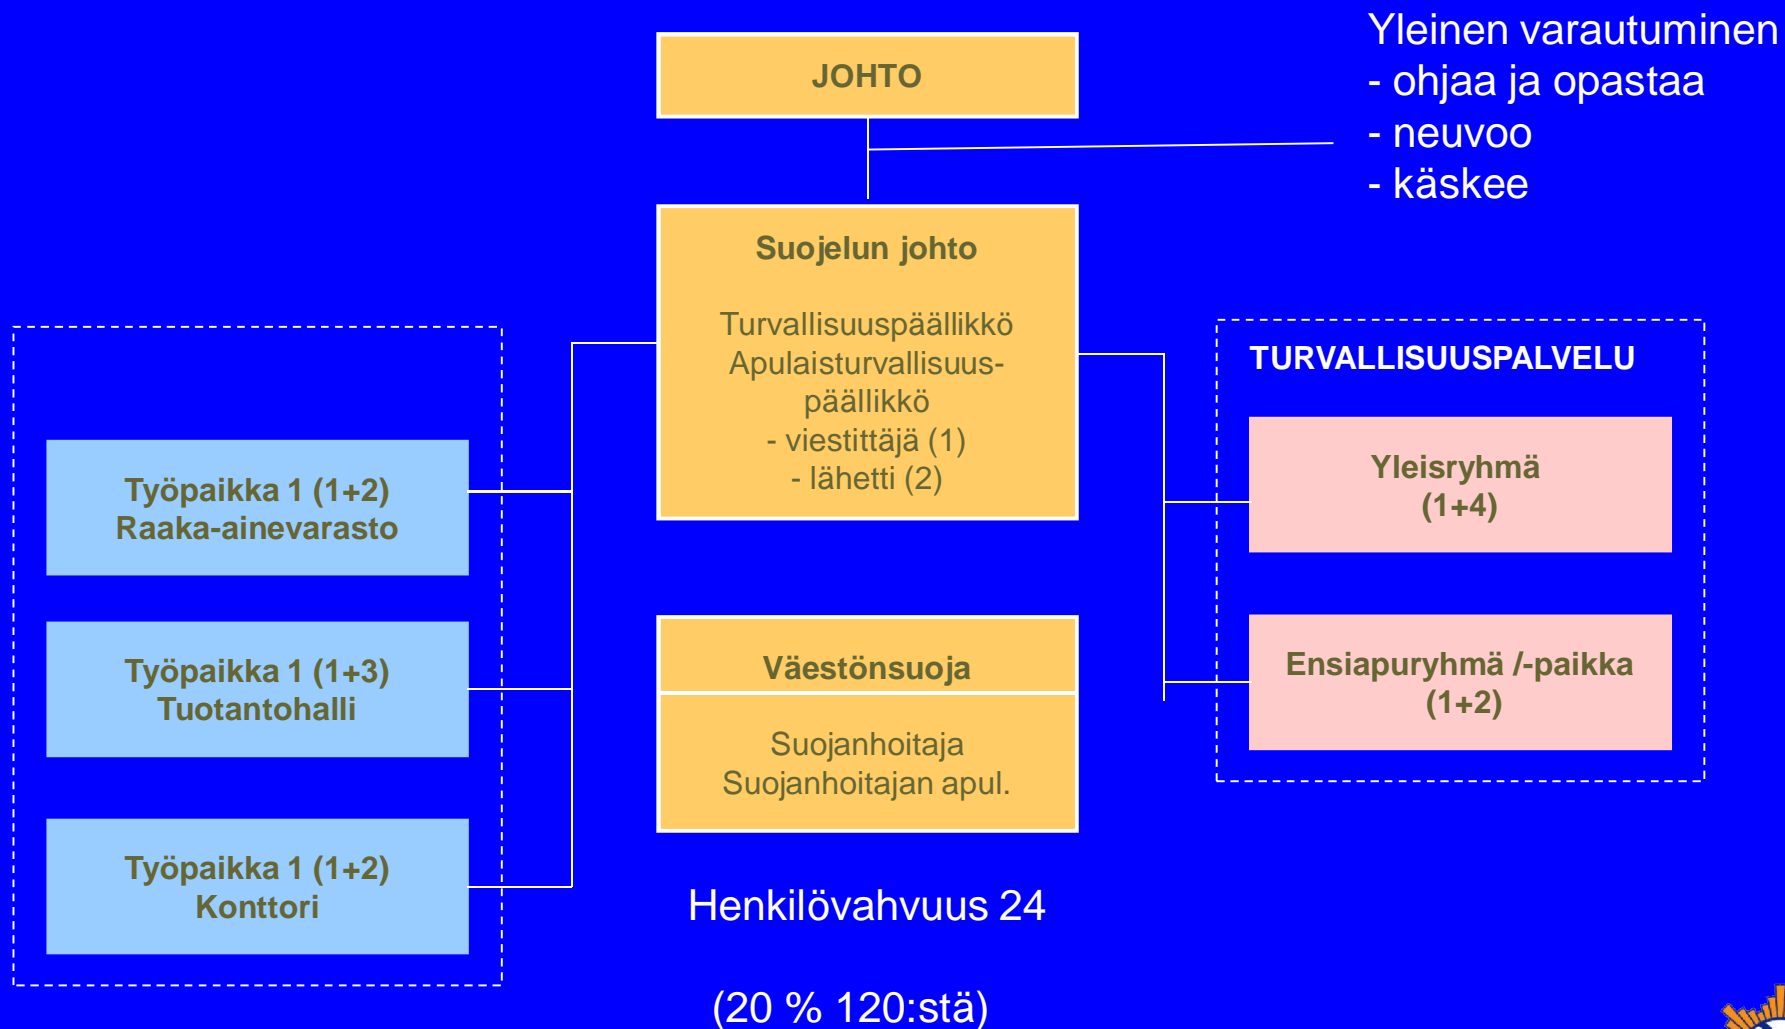 JOHTO
Yleinen varautuminen
- ohjaa ja opastaa
- neuvoo
- käskee
Suojelun johto
Turvallisuuspäällikkö
Apulaisturvallisuus-
päällikkö
- viestittäjä (1)
- lähetti (2)
Työpaikka 1 (1+2)
Raaka-ainevarasto
Työpaikka 1 (1+3)
Tuotantohalli
Työpaikka 1 (1+2)
Konttori
Väestönsuoja
Suojanhoitaja
Suojanhoitajan apul.
TURVALLISUUSPALVELU
Yleisryhmä
(1+4)
Ensiapuryhmä /-paikka
(1+2)
Henkilövahvuus 24
(20 % 120:stä)